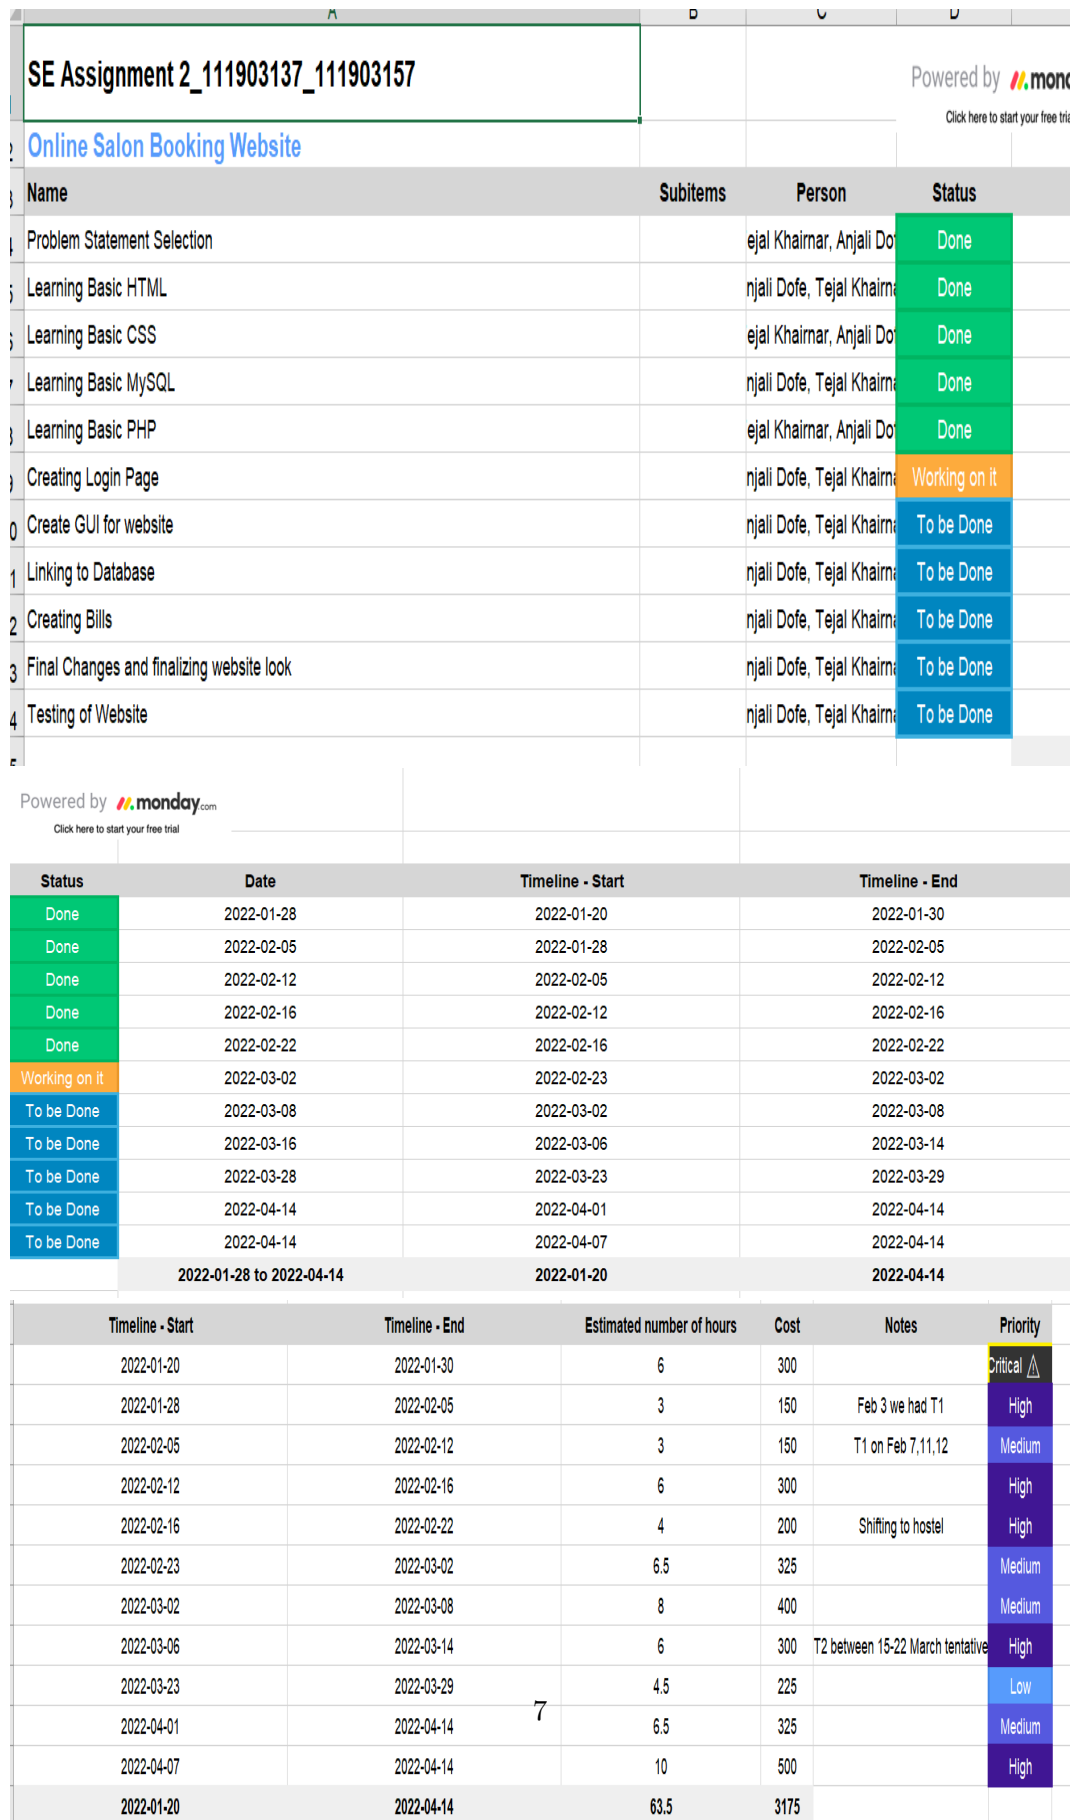 A B C D
SE Assignment 2_111903137_111903157
Powered by
Click here to start your free
Online Salon Booking Website
Name Subitems Person Status
Problem Statement Selection ejal Khairnar, Anjali Dof Done
Learning Basic HTML njali Dofe, Tejal Khairna Done
Learning Basic CSS ejal Khairnar, Anjali Dof Done
Learning Basic MySQL njali Dofe, Tejal Khairna Done
Learning Basic PHP ejal Khairnar, Anjali Dof Done
Creating Login Page njali Dofe, Tejal Khairna Working on it
0 Create GUI for website njali Dofe, Tejal Khairna To be Done
1 Linking to Database njali Dofe, Tejal Khairna To be Done
2 Creating Bills njali Dofe, Tejal Khairna To be Done
3 Final Changes and finalizing website look njali Dofe, Tejal Khairna To be Done
4 Testing of Website njali Dofe, Tejal Khairna To be Done
Powered by monday.com
Click here to start your free trial
Status Date Timeline - Start Timeline - End
Done 2022-01-28 2022-01-20 2022-01-30
Done 2022-02-05 2022-01-28 2022-02-05
Done 2022-02-12 2022-02-05 2022-02-12
Done 2022-02-16 2022-02-12 2022-02-16
Done 2022-02-22 2022-02-16 2022-02-22
Working on it 2022-03-02 2022-02-23 2022-03-02
To be Done 2022-03-08 2022-03-02 2022-03-08
To be Done 2022-03-16 2022-03-06 2022-03-14
To be Done 2022-03-28 2022-03-23 2022-03-29
To be Done 2022-04-14 2022-04-01 2022-04-14
To be Done 2022-04-14 2022-04-07 2022-04-14
2022-01-28 to 2022-04-14 2022-01-20 2022-04-14
Timeline - Start Timeline - End Estimated number of hours Cost Notes Priority
2022-01-20 2022-01-30 6 300 Critical ⚠
2022-01-28 2022-02-05 3 150 Feb 3 we had T1 High
2022-02-05 2022-02-12 3 150 T1 on Feb 7,11,12 Medium
2022-02-12 2022-02-16 6 300 High
2022-02-16 2022-02-22 4 200 Shifting to hostel High
2022-02-23 2022-03-02 6.5 325 Medium
2022-03-02 2022-03-08 8 400 Medium
2022-03-06 2022-03-14 6 300 T2 between 15-22 March tentative High
2022-03-23 2022-03-29 4.5 225 Low
7
2022-04-01 2022-04-14 6.5 325 Medium
2022-04-07 2022-04-14 10 500 High
2022-01-20 2022-04-14 63.5 3175